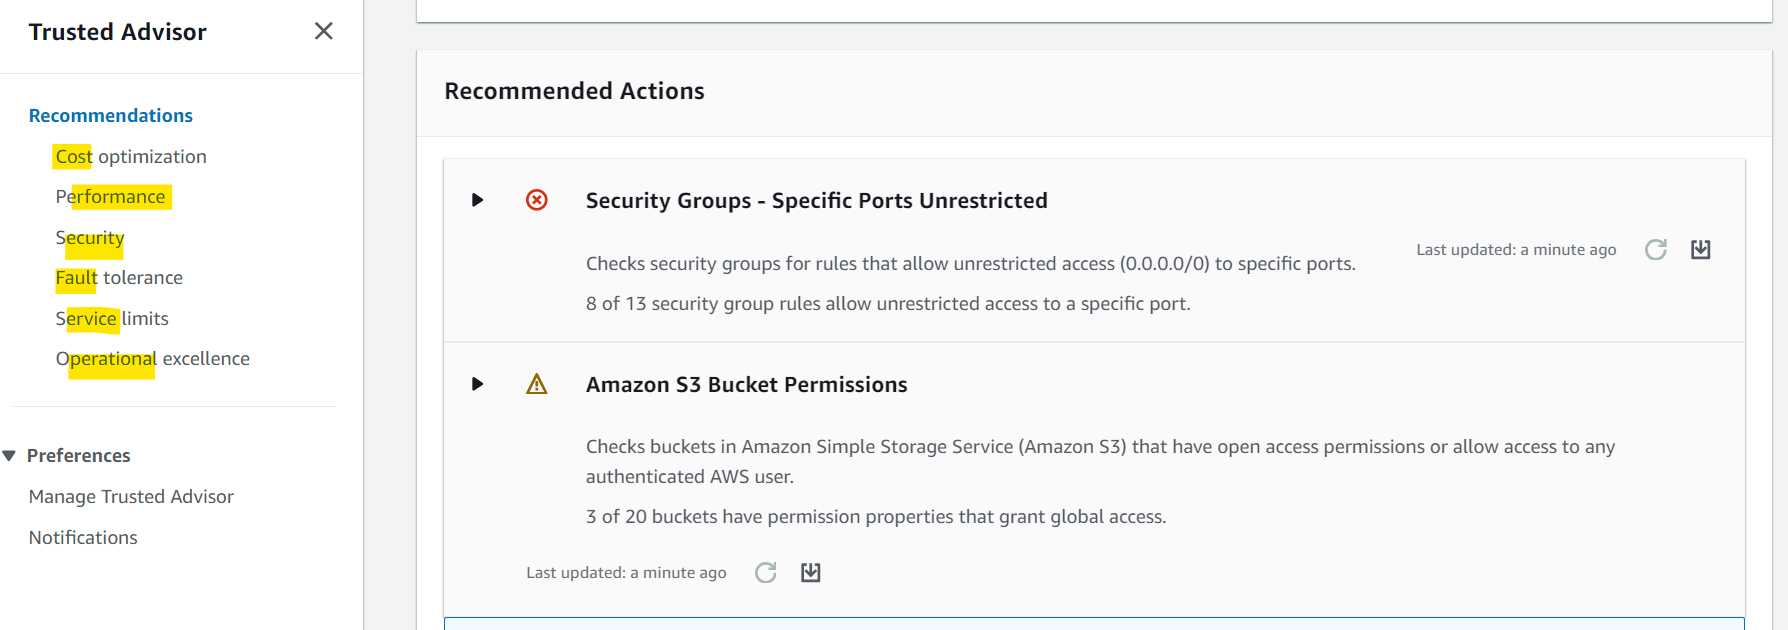 Trusted Advisor
Recommendations
Cost optimization
Performance
Security
Fault tolerance
Service limits
Operational excellence
Preferences
Manage Trusted Advisor
Notifications
Recommended Actions
Security Groups - Specific Ports Unrestricted
Checks security groups for rules that allow unrestricted access (0.0.0.0/0) to specific ports.
8 of 13 security group rules allow unrestricted access to a specific port.
Last updated: a minute ago
Amazon S3 Bucket Permissions
Checks buckets in Amazon Simple Storage Service (Amazon S3) that have open access permissions or allow access to any
authenticated AWS user.
3 of 20 buckets have permission properties that grant global access.
Last updated: a minute ago